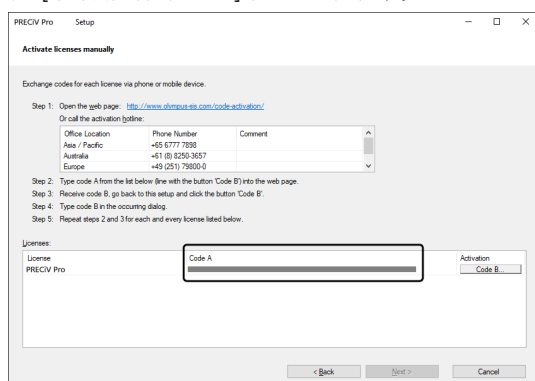 PRECiV Pro Setup
Activate licenses manually
Exchange codes for each license via phone or mobile device.
Step 1: Open the web page: http://www.olympus-sis.com/code-activation/
Or call the activation hotline:
Office Location Phone Number Comment
Asia / Pacific +65 6777 7898
Australia +61 (8) 8250-3657
Europe +49 (251) 79800-0
Step 2: Type code A from the list below (line with the button 'Code B') into the web page.
Step 3: Receive code B, go back to this setup and click the button 'Code B'.
Step 4: Type code B in the occurring dialog.
Step 5: Repeat steps 2 and 3 for each and every license listed below.
Licenses:
License Code A Activation
PRECiV Pro Code B...
< Back Next > Cancel